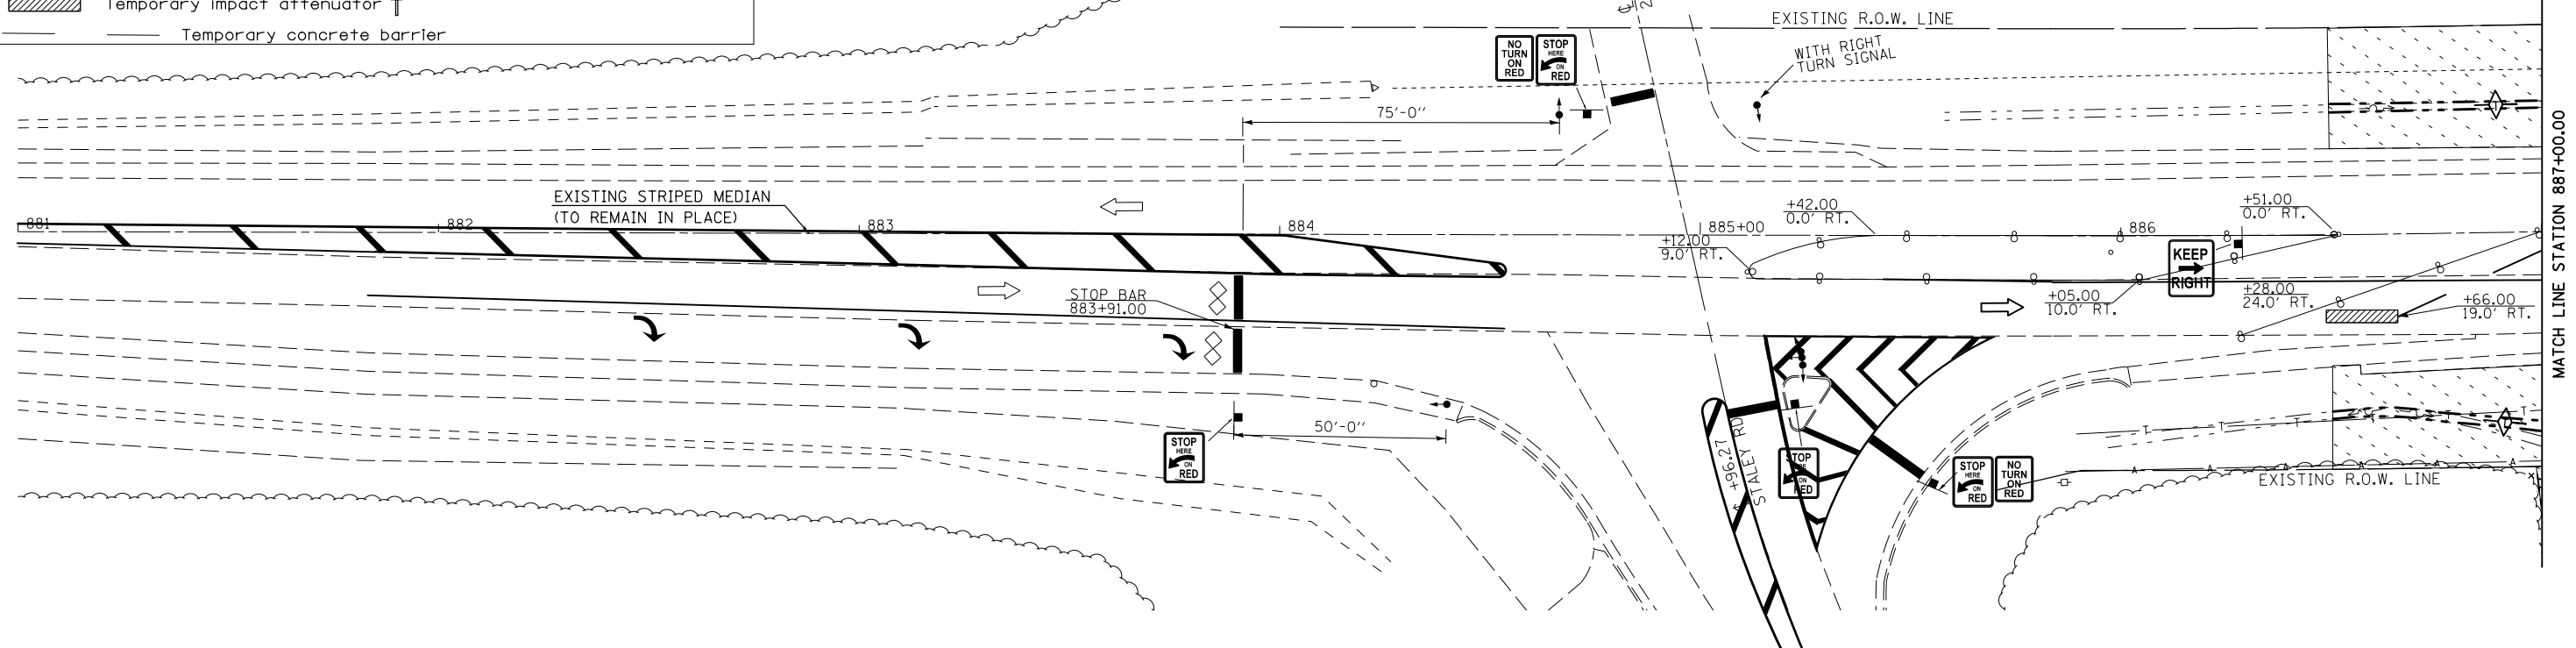 Temporary impact attenuator
Temporary concrete barrier
EXISTING R.O.W. LINE
NO
TURN
ON
RED
STOP
HERE
ON
RED
WITH RIGHT
TURN SIGNAL
75'-0"
EXISTING STRIPED MEDIAN
(TO REMAIN IN PLACE)
881
882
883
884
885+00
886
+42.00
0.0' RT.
+51.00
0.0' RT.
+12.00
9.0' RT.
KEEP
RIGHT
STOP BAR
883+91.00
+05.00
10.0' RT.
+28.00
24.0' RT.
+66.00
19.0' RT.
MATCH LINE STATION 887+00.00
50'-0"
STOP
HERE
ON
RED
+96.27
STANLEY RD
STOP
HERE
ON
RED
STOP
HERE
ON
RED
NO
TURN
ON
RED
T
T
T
T
T
T
A
A
A
A
A
A
EXISTING R.O.W. LINE